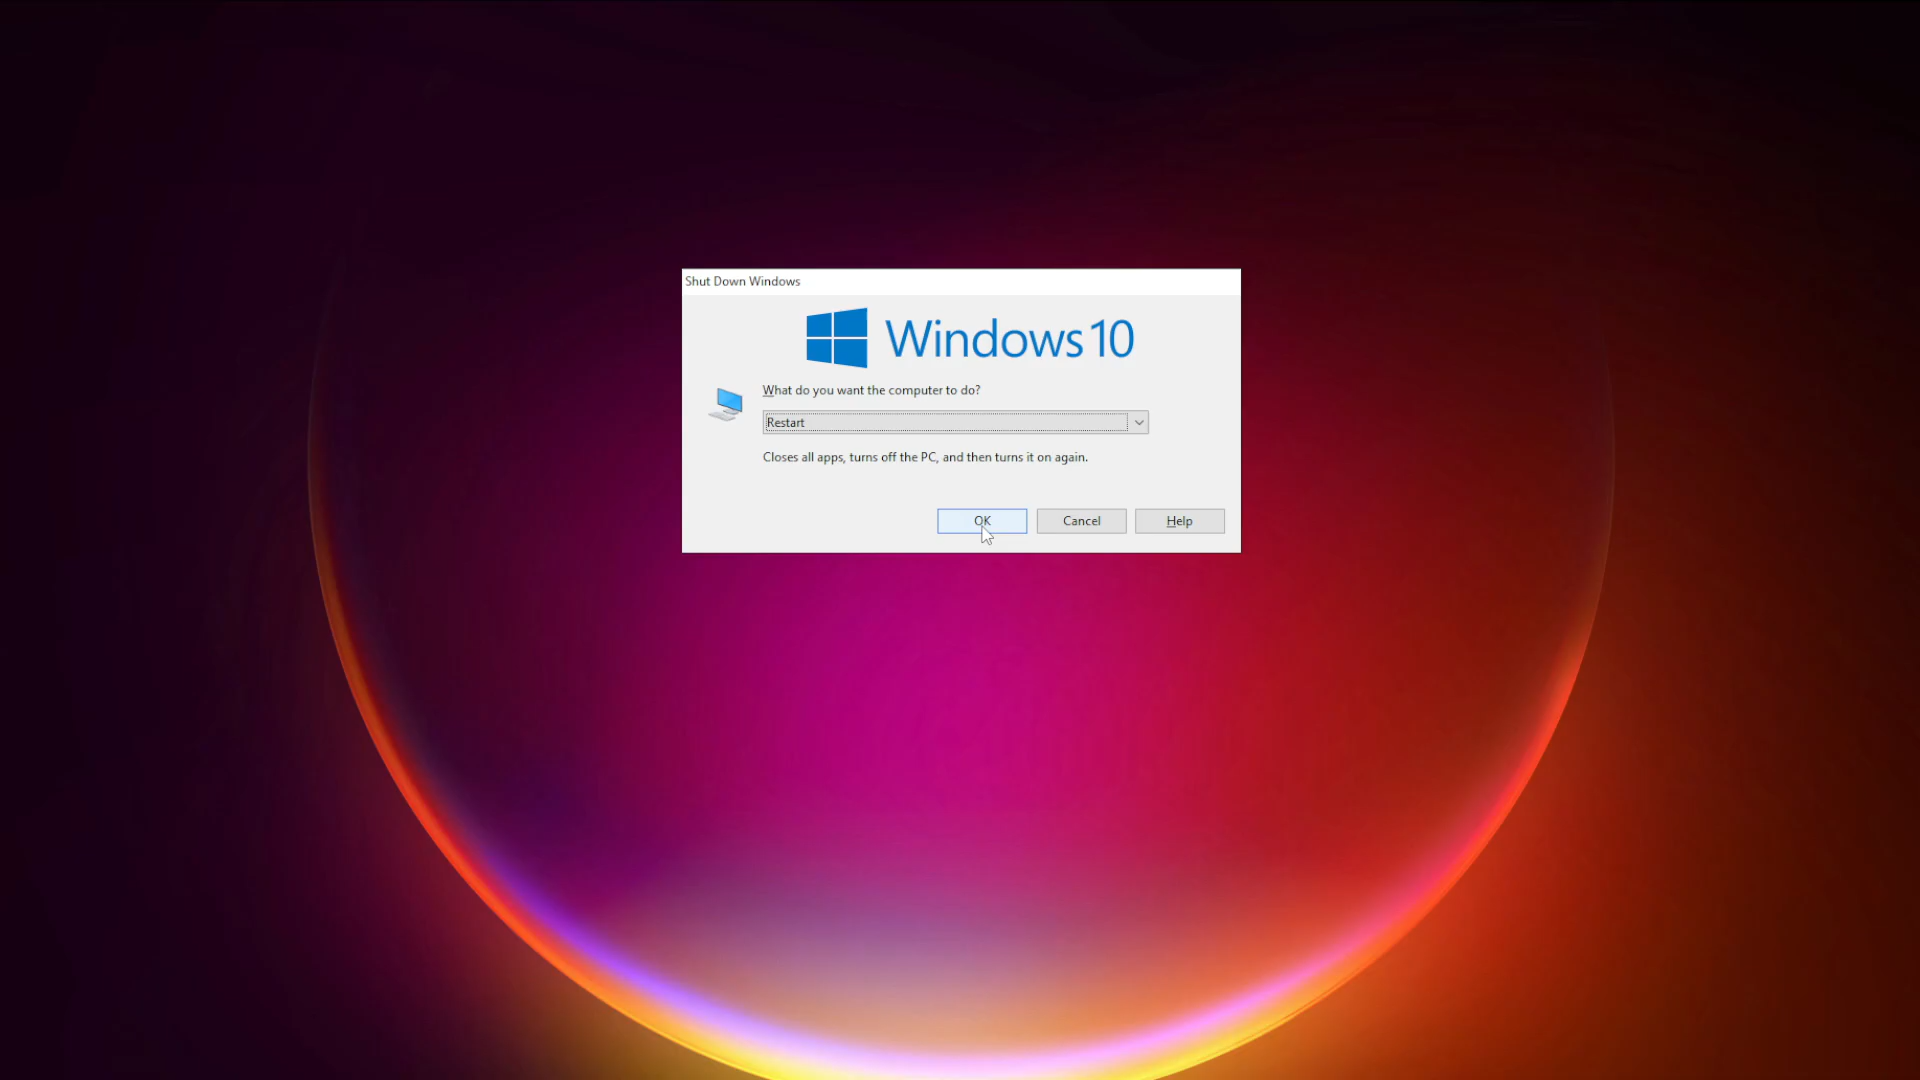 Shut Down Windows
Windows 10
What do you want the computer to do?
Restart
Closes all apps, turns off the PC, and then turns it on again.
OK
Cancel
Help